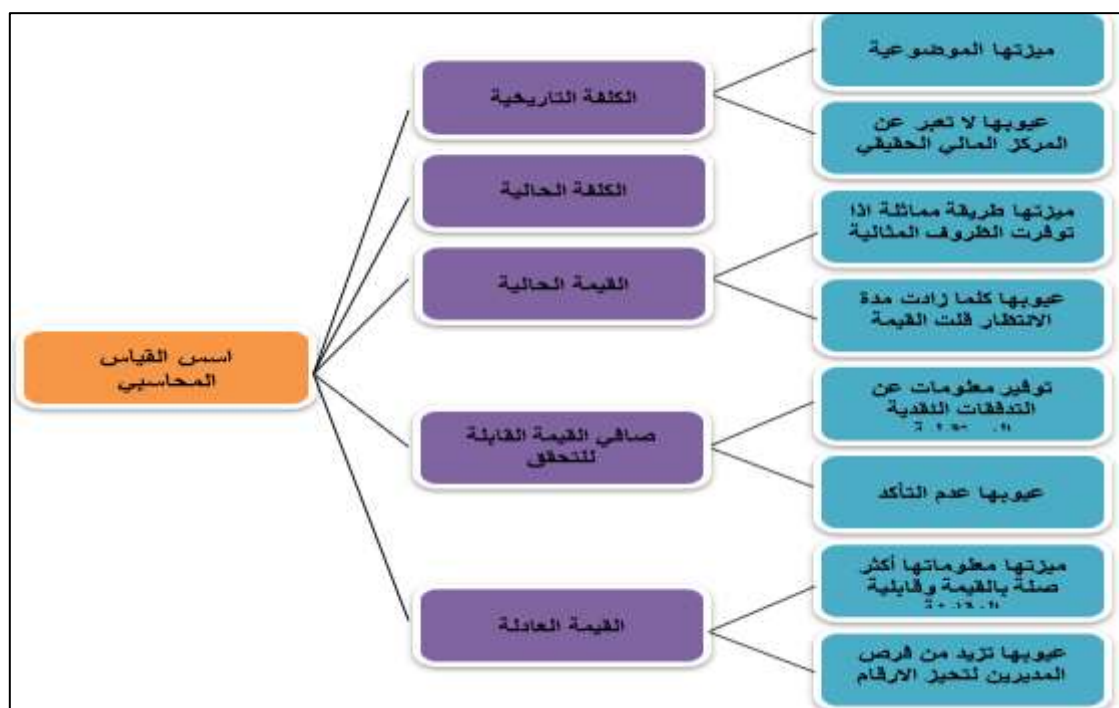 اسس القياس
المحاسبي
الكلفة التاريخية
ميزتها الموضوعية
عيوبها لا تعبر عن
المركز المالي الحقيقي
الكلفة الحالية
القيمة الحالية
ميزتها طريقة مماثلة اذا
توفرت الظروف المثالية
عيوبها كلما زادت مدة
الانتظار قلت القيمة
صافي القيمة القابلة
للتحقق
توفير معلومات عن
التدفقات النقدية
عيوبها عدم التأكد
القيمة العادلة
ميزتها معلوماتها أكثر
صلة بالقيمة وقابلية
عيوبها تزيد من فرص
المديرين لتحيز الارقام